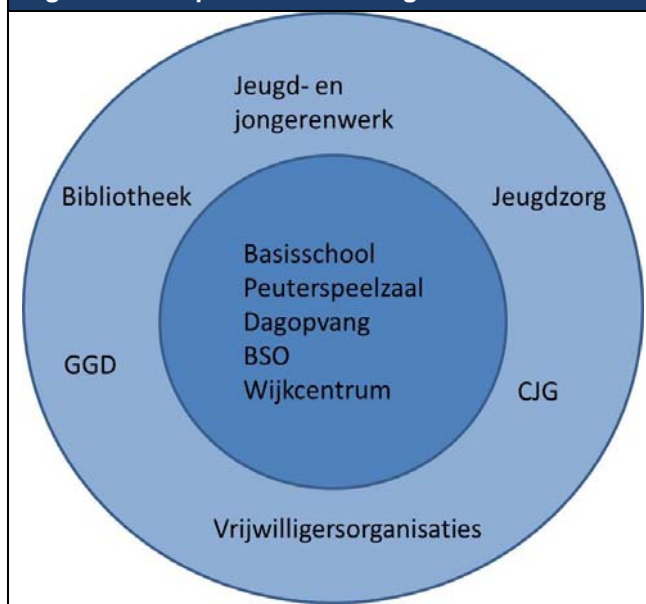 Jeugd- en
jongerenwerk
Bibliotheek
Jeugdzorg
Basisschool
Peuterspeelzaal
Dagopvang
BSO
Wijkcentrum
GGD
CJG
Vrijwilligersorganisaties